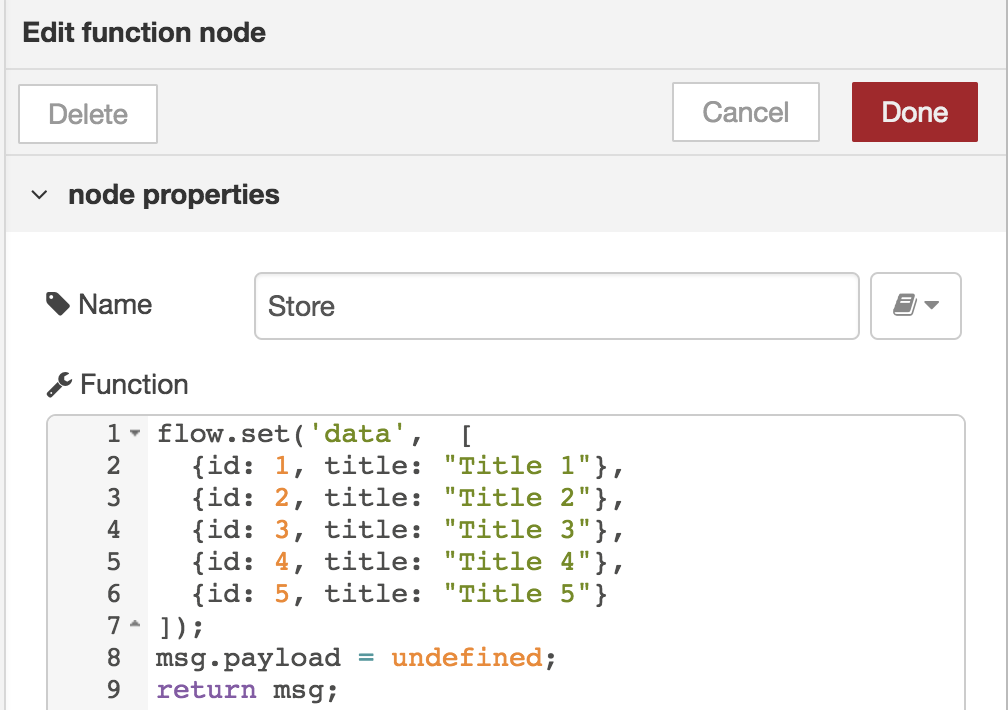 Edit function node
Delete Cancel Done
node properties
Name Store
Function
1 flow.set('data',  [
2   {id: 1, title: "Title 1"},
3   {id: 2, title: "Title 2"},
4   {id: 3, title: "Title 3"},
5   {id: 4, title: "Title 4"},
6   {id: 5, title: "Title 5"}
7 ]);
8 msg.payload = undefined;
9 return msg;